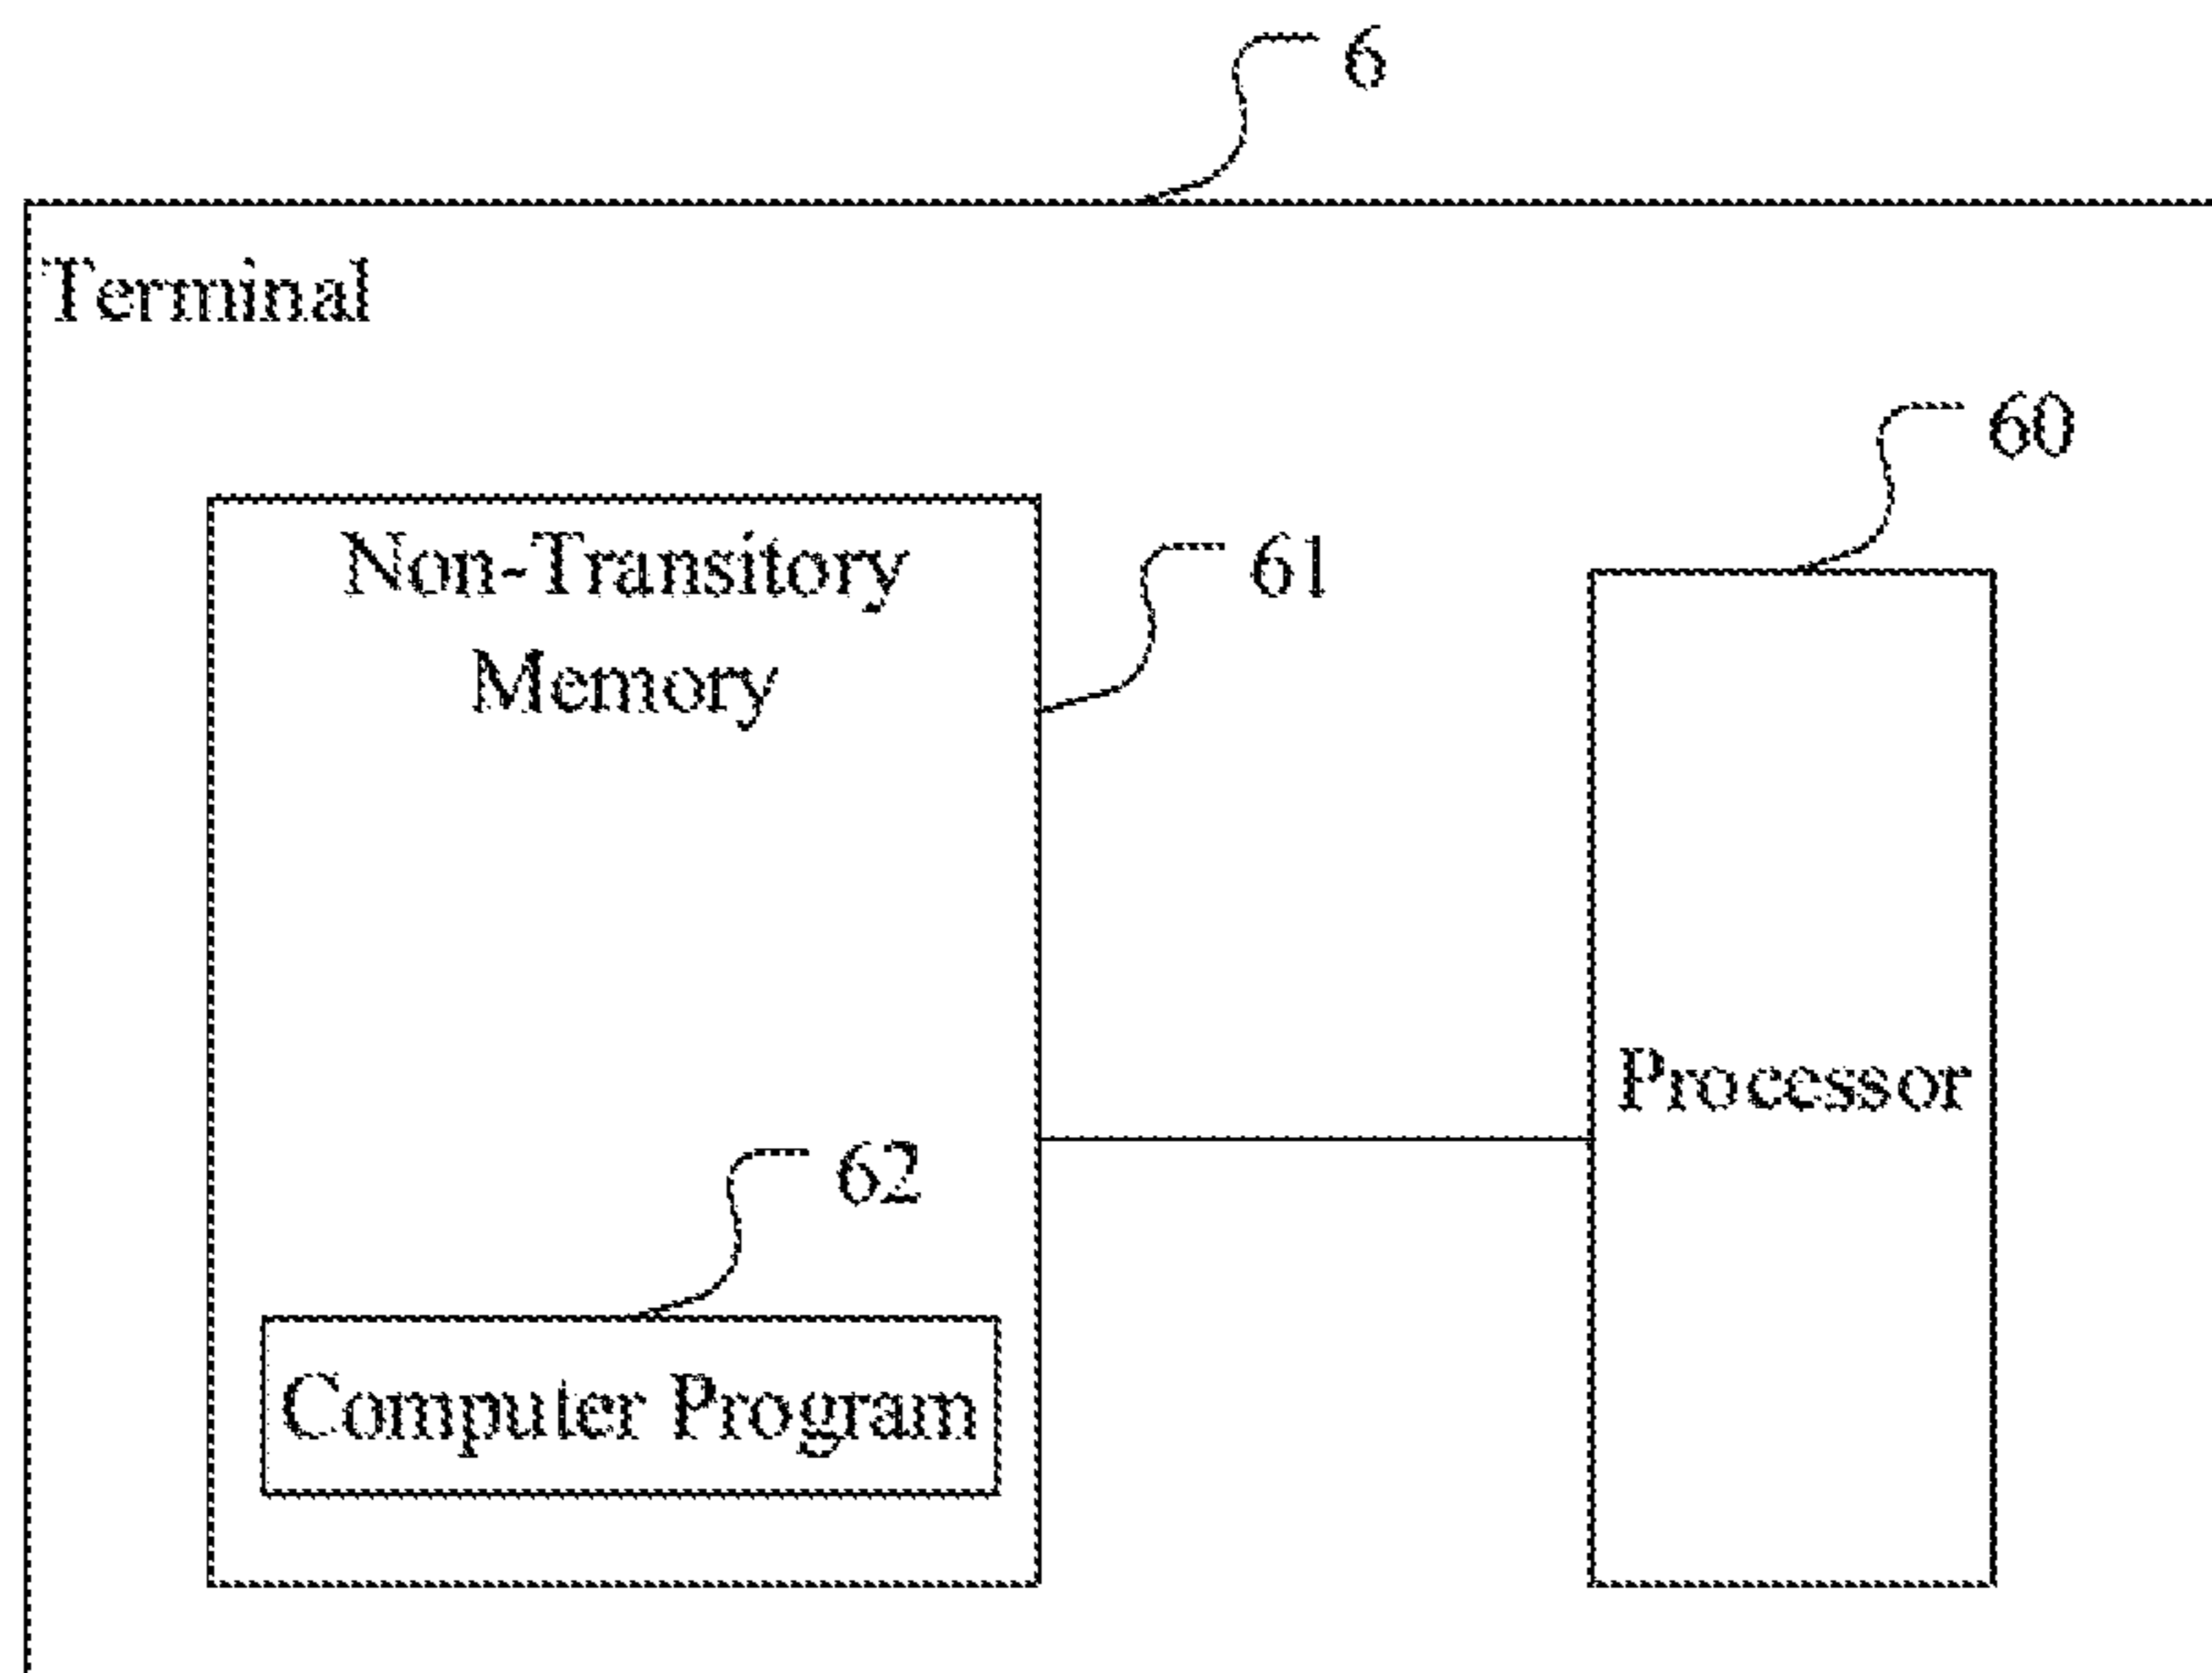 6
Terminal
60
Non-Transitory
Memory
61
Processor
62
Computer Program